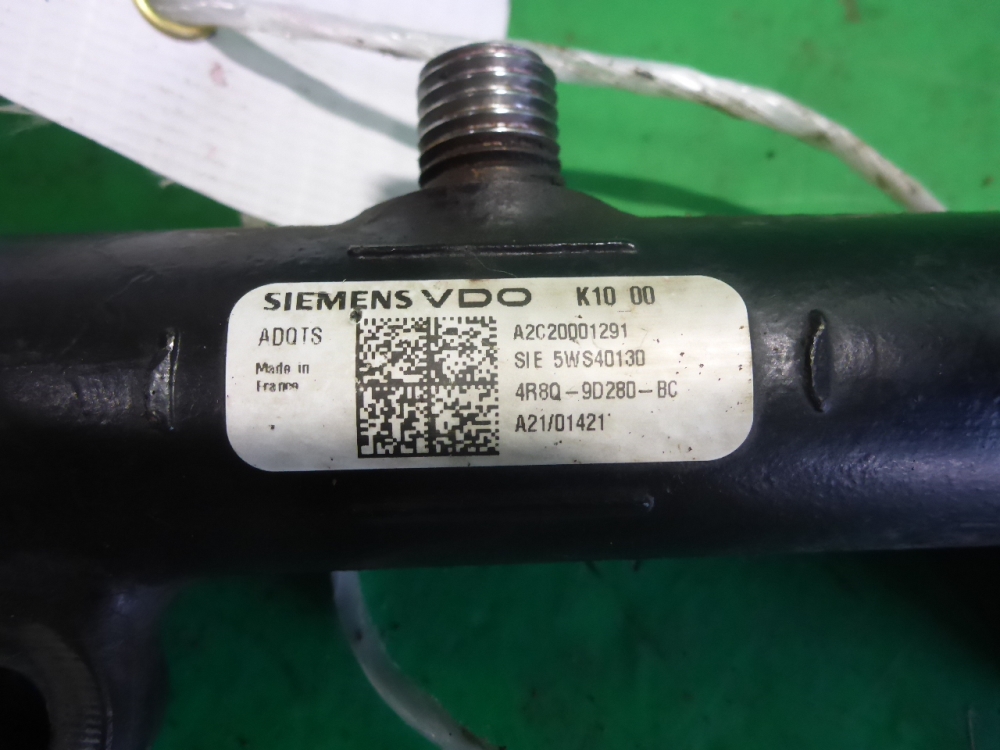 SIEMENS VDO K10 00
ADQTS
Made in
France
A2C20001291
SIE 5WS40130
4R8Q-9D280-BC
A21/01421